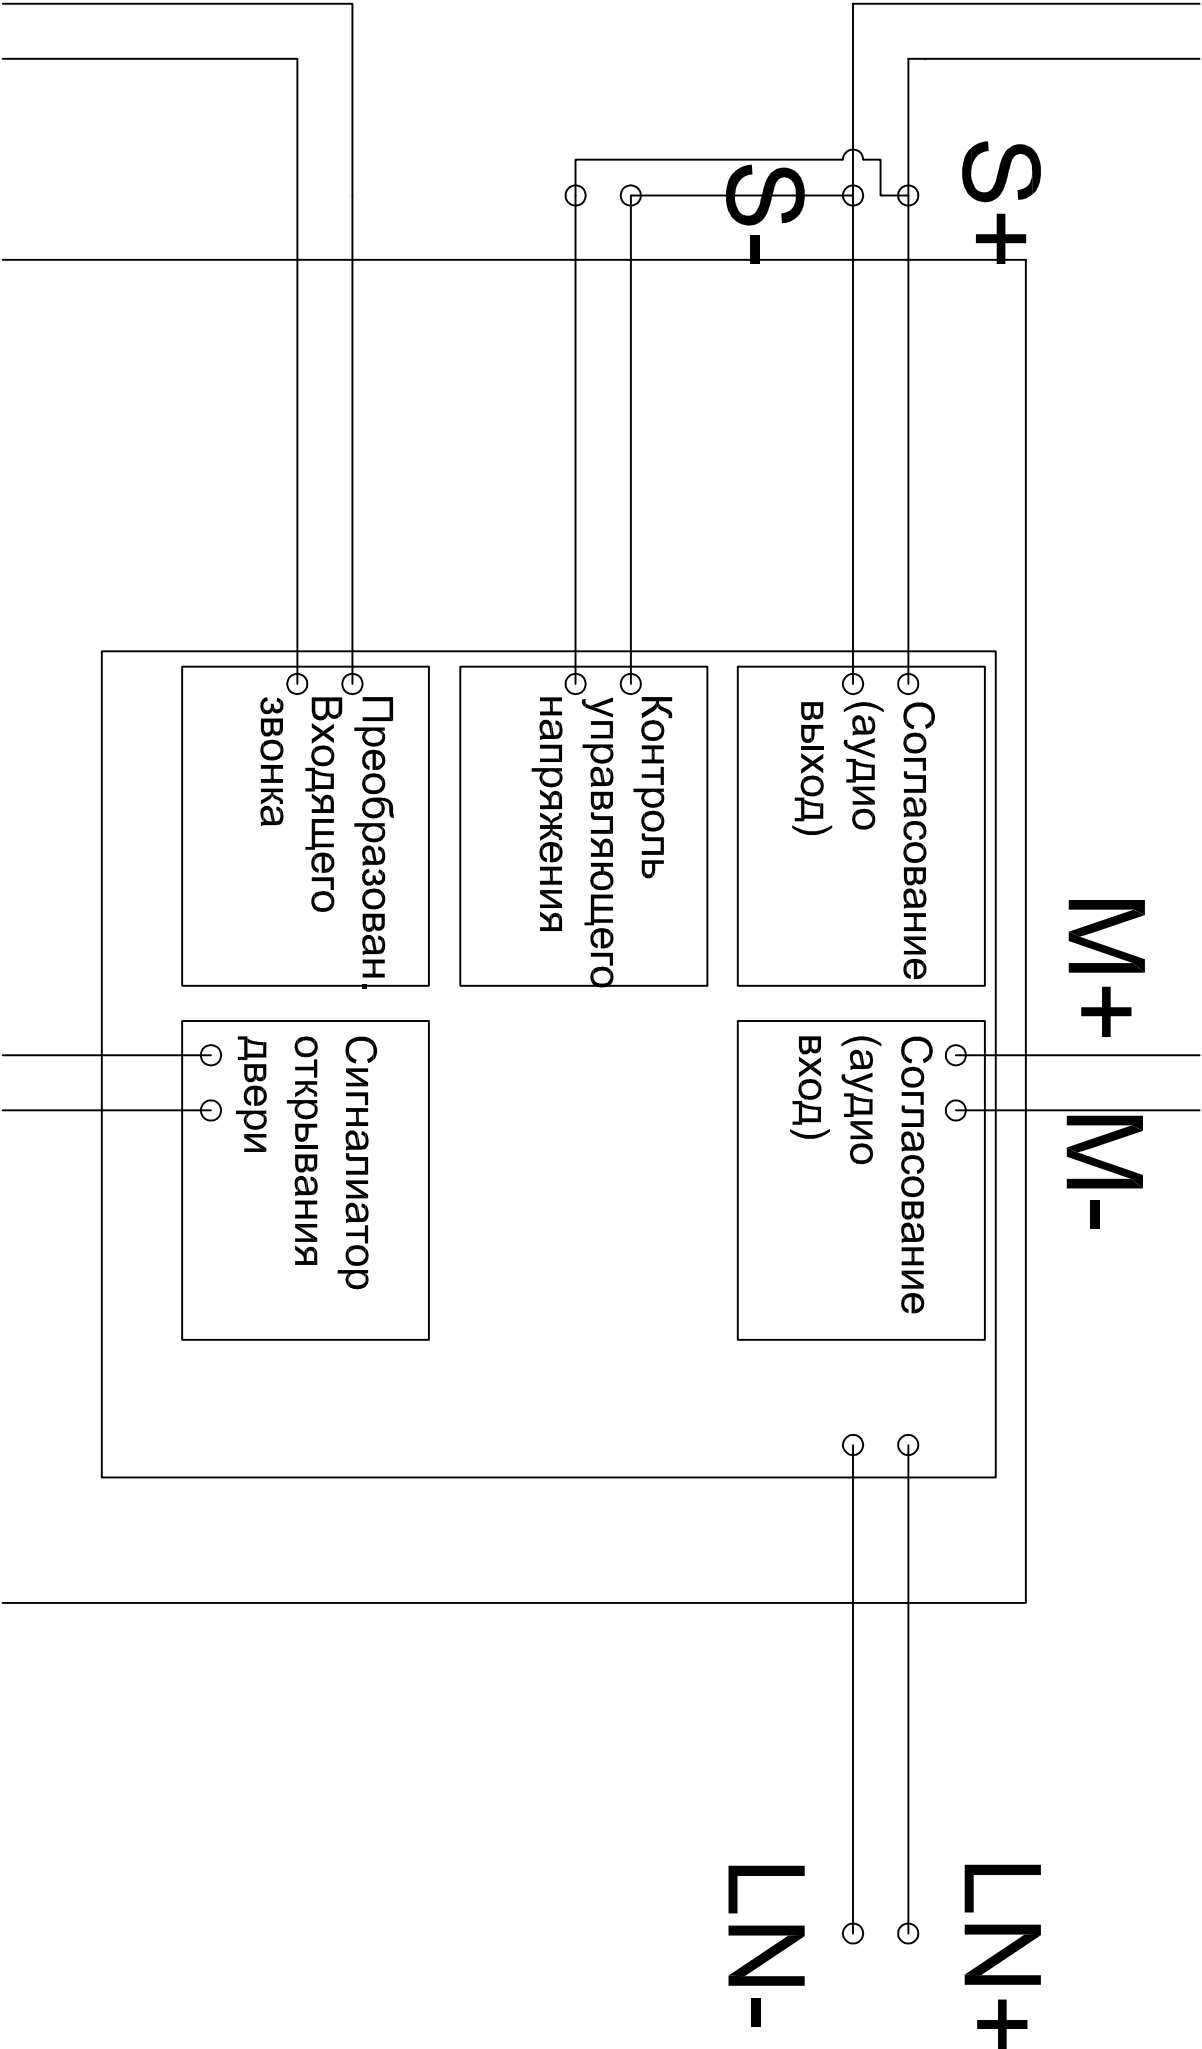 S+
S-
M+
M-
Согласование
(аудио
выход)
Согласование
(аудио
вход)
Контроль
управляющего
напряжения
Преобразован.
Входящего
звонка
Сигналиатор
открывания
двери
LN+
LN-